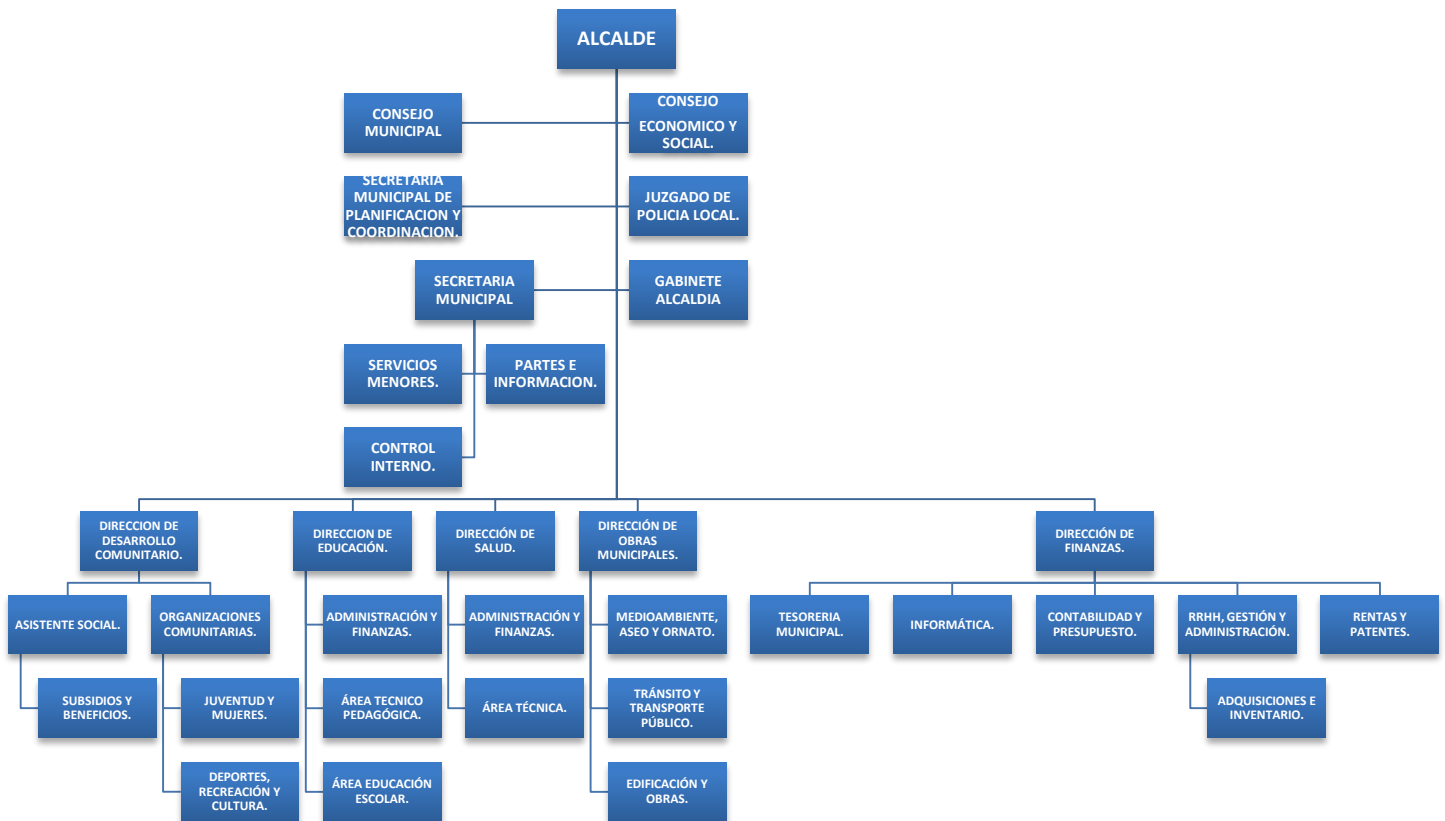 ALCALDE
CONSEJO
MUNICIPAL
CONSEJO
ECONOMICO Y
SOCIAL.
SECRETARIA
MUNICIPAL DE
PLANIFICACION Y
COORDINACION.
JUZGADO DE
POLICIA LOCAL.
SECRETARIA
MUNICIPAL
GABINETE
ALCALDIA
SERVICIOS
MENORES.
PARTES E
INFORMACION.
CONTROL
INTERNO.
DIRECCION DE
DESARROLLO
COMUNITARIO.
DIRECCION DE
EDUCACIÓN.
DIRECCIÓN DE
SALUD.
DIRECCIÓN DE
OBRAS
MUNICIPALES.
DIRECCIÓN DE
FINANZAS.
ASISTENTE SOCIAL.
ORGANIZACIONES
COMUNITARIAS.
ADMINISTRACIÓN Y
FINANZAS.
ADMINISTRACIÓN Y
FINANZAS.
MEDIOAMBIENTE,
ASEO Y ORNATO.
TESORERIA
MUNICIPAL.
INFORMÁTICA.
CONTABILIDAD Y
PRESUPUESTO.
RRHH, GESTIÓN Y
ADMINISTRACIÓN.
RENTAS Y
PATENTES.
SUBSIDIOS Y
BENEFICIOS.
JUVENTUD Y
MUJERES.
ÁREA TECNICO
PEDAGÓGICA.
ÁREA TÉCNICA.
TRÁNSITO Y
TRANSPORTE
PÚBLICO.
ADQUISICIONES E
INVENTARIO.
DEPORTES,
RECREACIÓN Y
CULTURA.
ÁREA EDUCACIÓN
ESCOLAR.
EDIFICACIÓN Y
OBRAS.